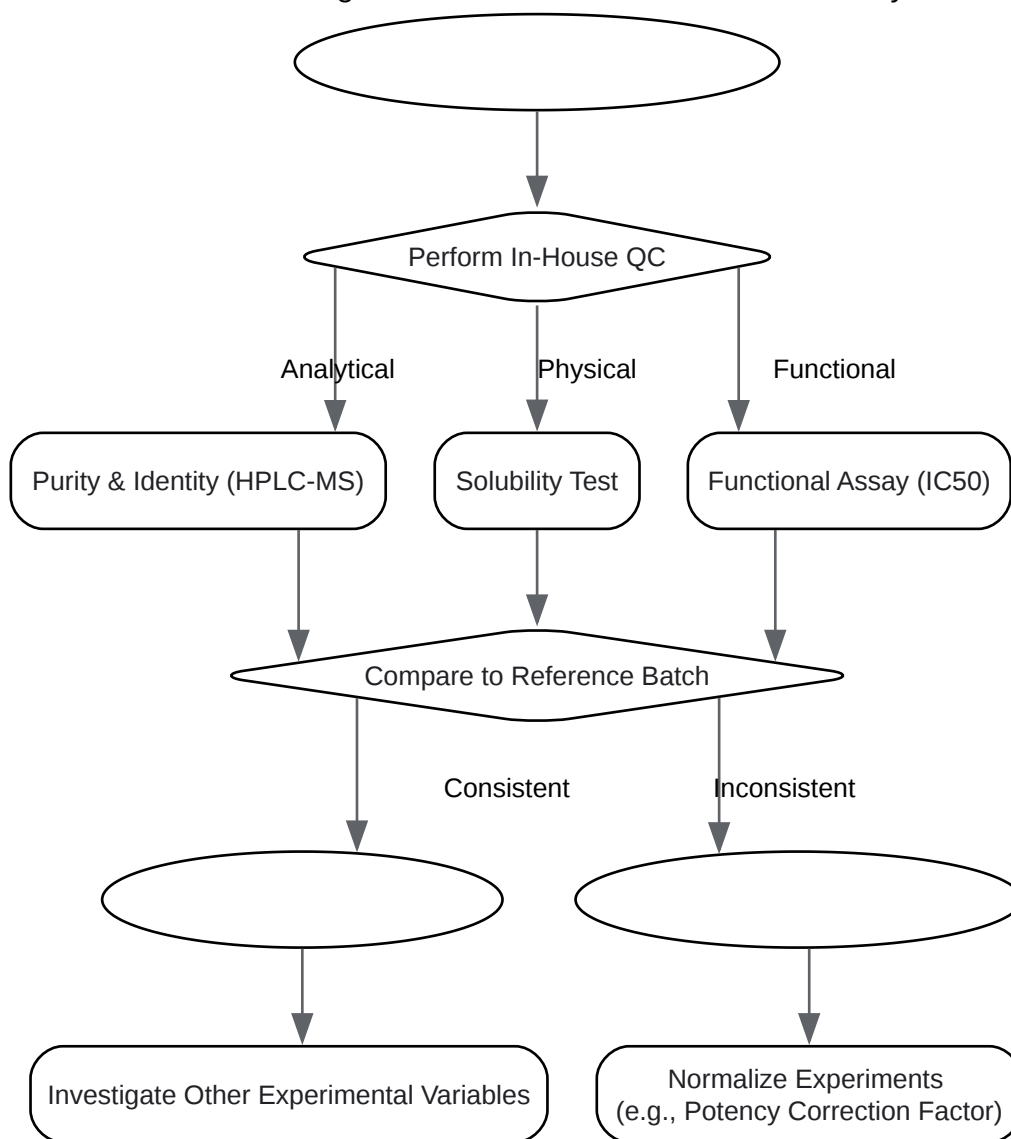 Perform In-House QC
Analytical
Physical
Functional
Purity & Identity (HPLC-MS)
Solubility Test
Functional Assay (IC50)
Compare to Reference Batch
Consistent
Inconsistent
Investigate Other Experimental Variables
Normalize Experiments
(e.g., Potency Correction Factor)